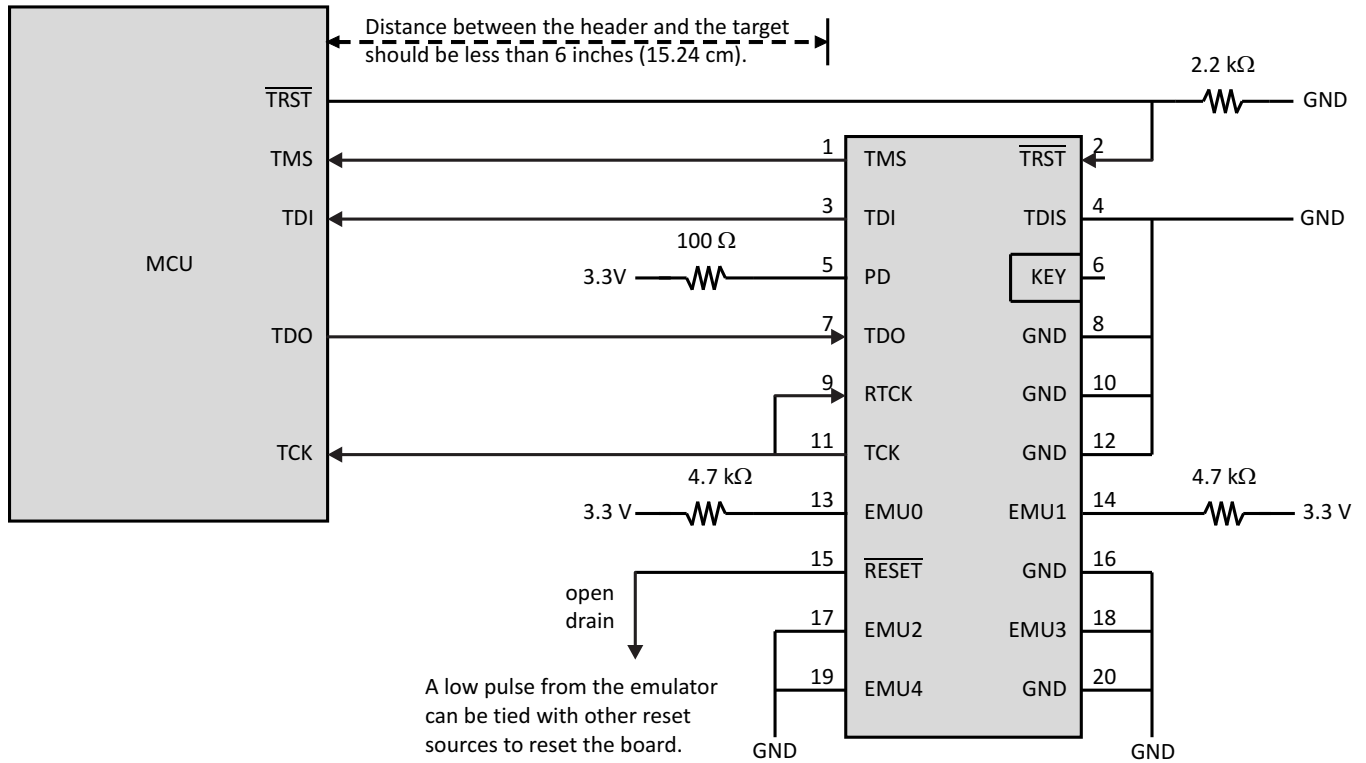 Distance between the header and the target
should be less than 6 inches (15.24 cm).
2.2 kΩ
TRST
GND
1
TMS
TMS
TRST
2
TDI
3
TDI
TDIS
4
GND
100 Ω
MCU
3.3V
5
PD
KEY
6
TDO
7
TDO
GND
8
9
RTCK
GND
10
TCK
11
TCK
GND
12
4.7 kΩ
4.7 kΩ
3.3 V
13
EMU0
EMU1
14
3.3 V
15
RESET
GND
16
open
drain
17
EMU2
EMU3
18
19
EMU4
GND
20
A low pulse from the emulator
can be tied with other reset
sources to reset the board.
GND
GND